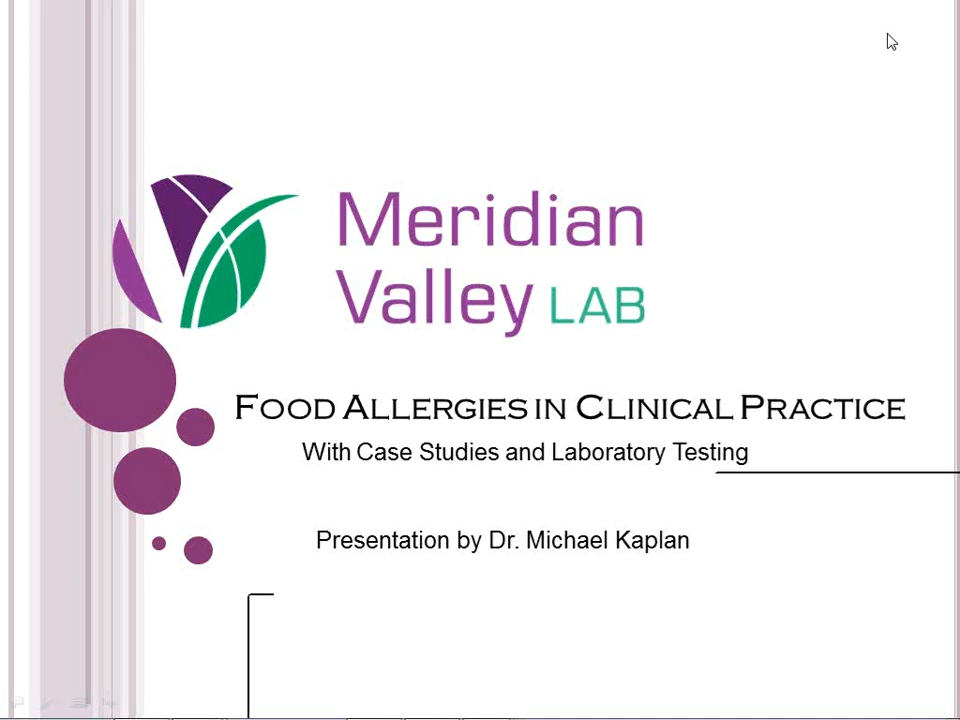 Meridian
Valley LAB
FOOD ALLERGIES IN CLINICAL PRACTICE
With Case Studies and Laboratory Testing
Presentation by Dr. Michael Kaplan